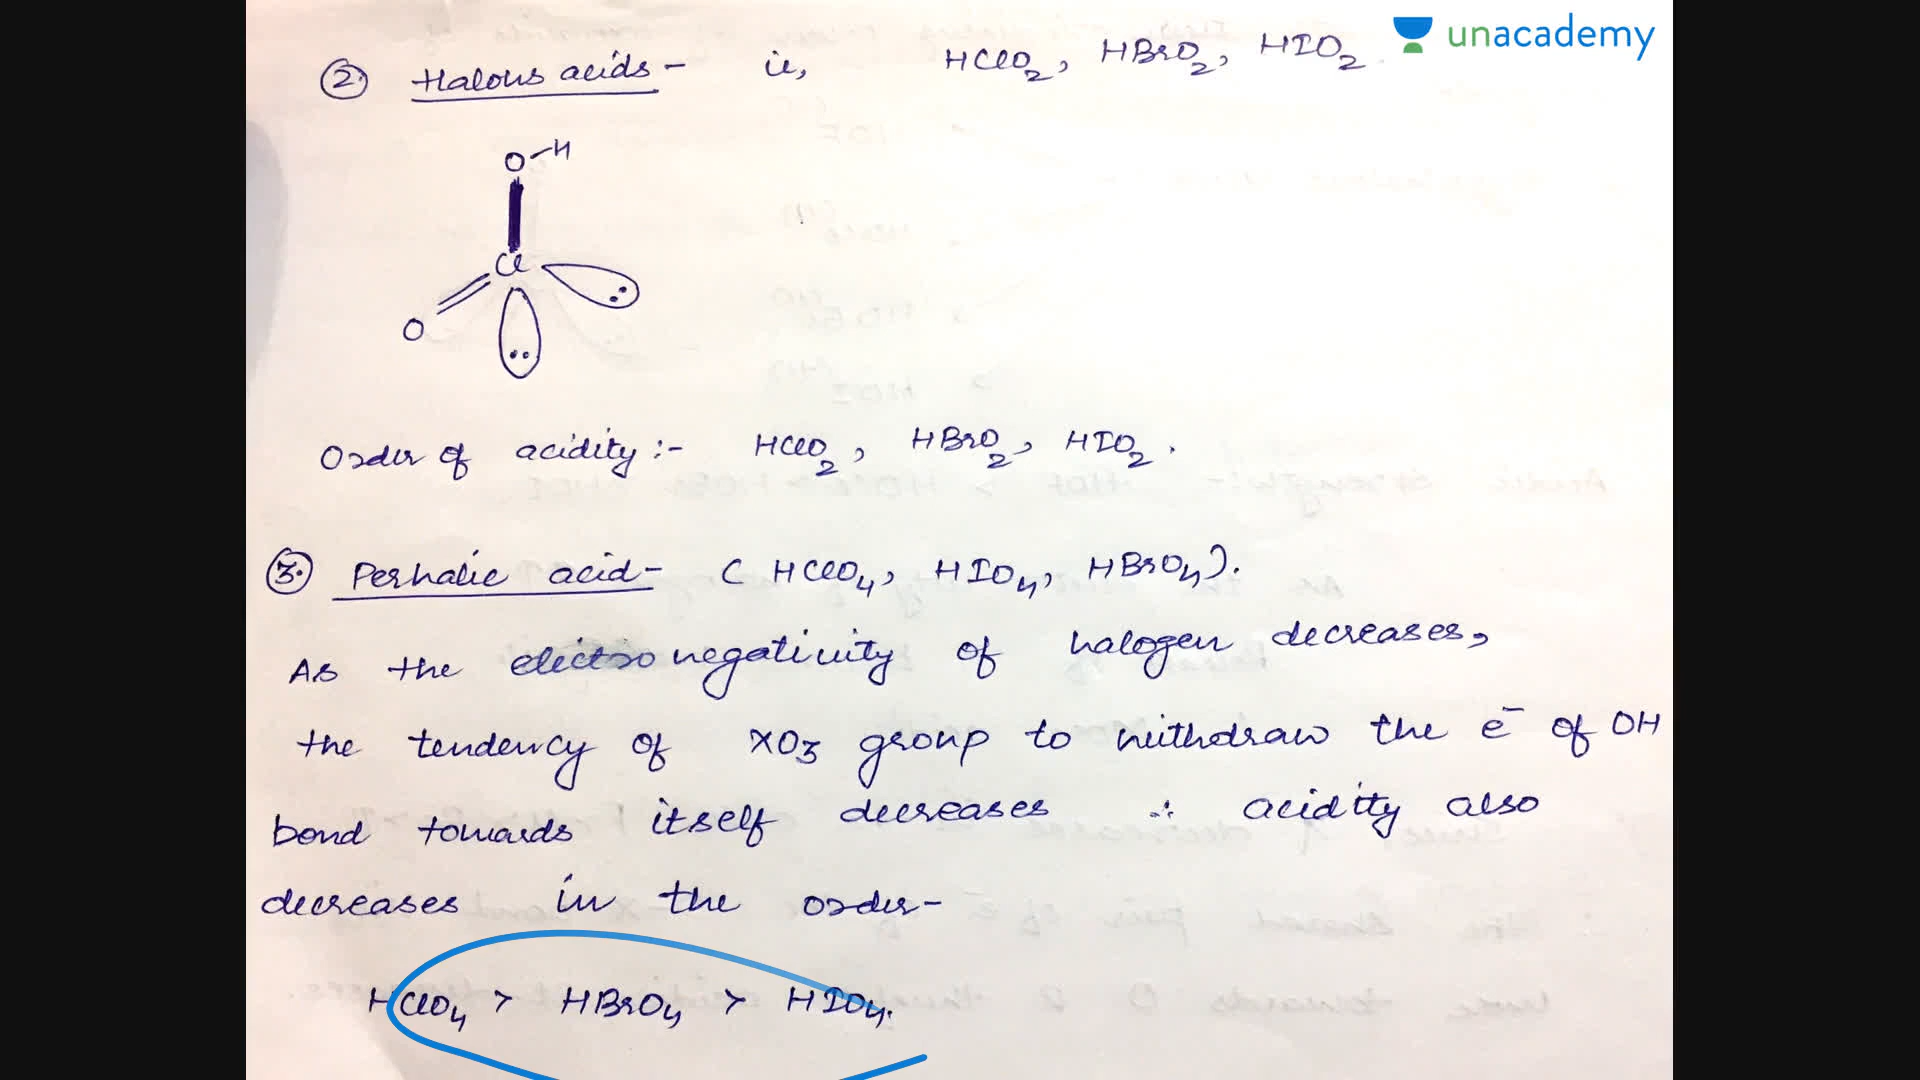 unacademy
② Halous acids - ie, HClO2, HBrO2, HIO2.
O-H
Cl
O
Order of acidity :- HClO2, HBrO2, HIO2.
③. Perhalic acid - ( HClO4, HIO4, HBrO4).
As the electronegativity of halogen decreases,
the tendency of XO3 group to withdraw the e⁻ of OH
bond towards itself decreases ∴ acidity also
decreases in the order-
HClO4 > HBrO4 > HIO4.